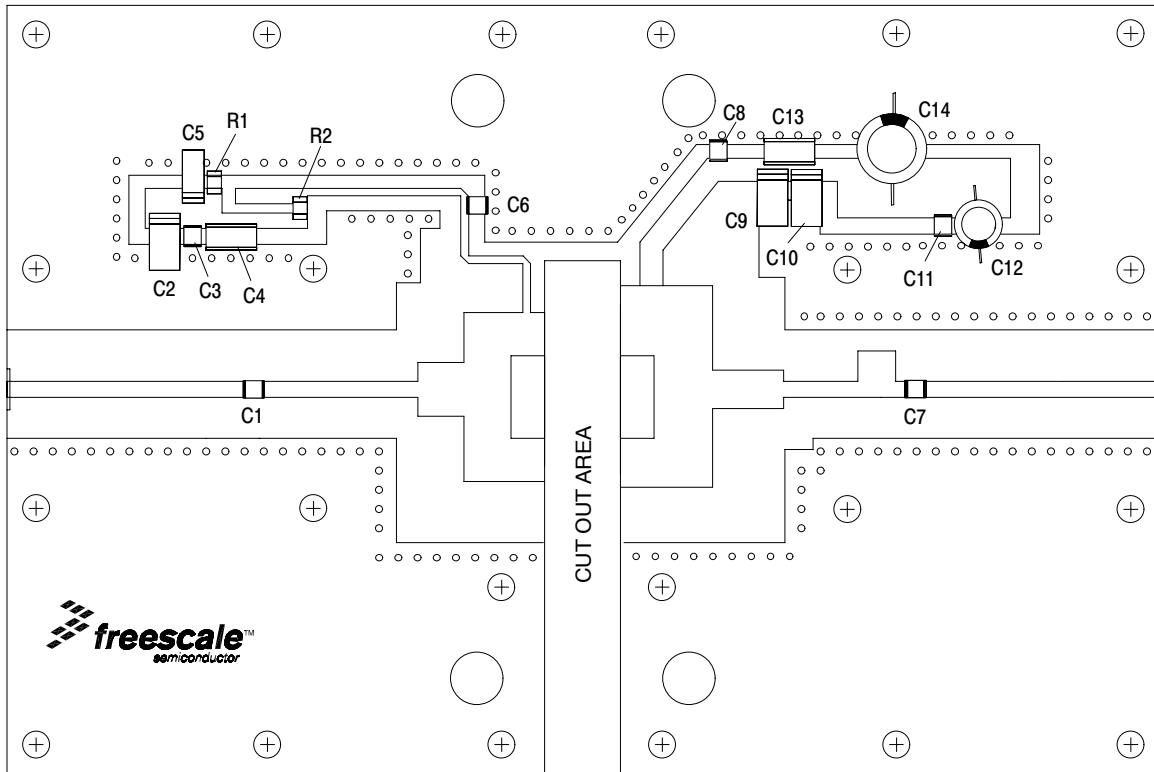 C5
R1
R2
C8
C13
C14
C6
C9
C10
C11
C12
C2
C3
C4
C1
C7
CUT OUT AREA
freescale™
semiconductor